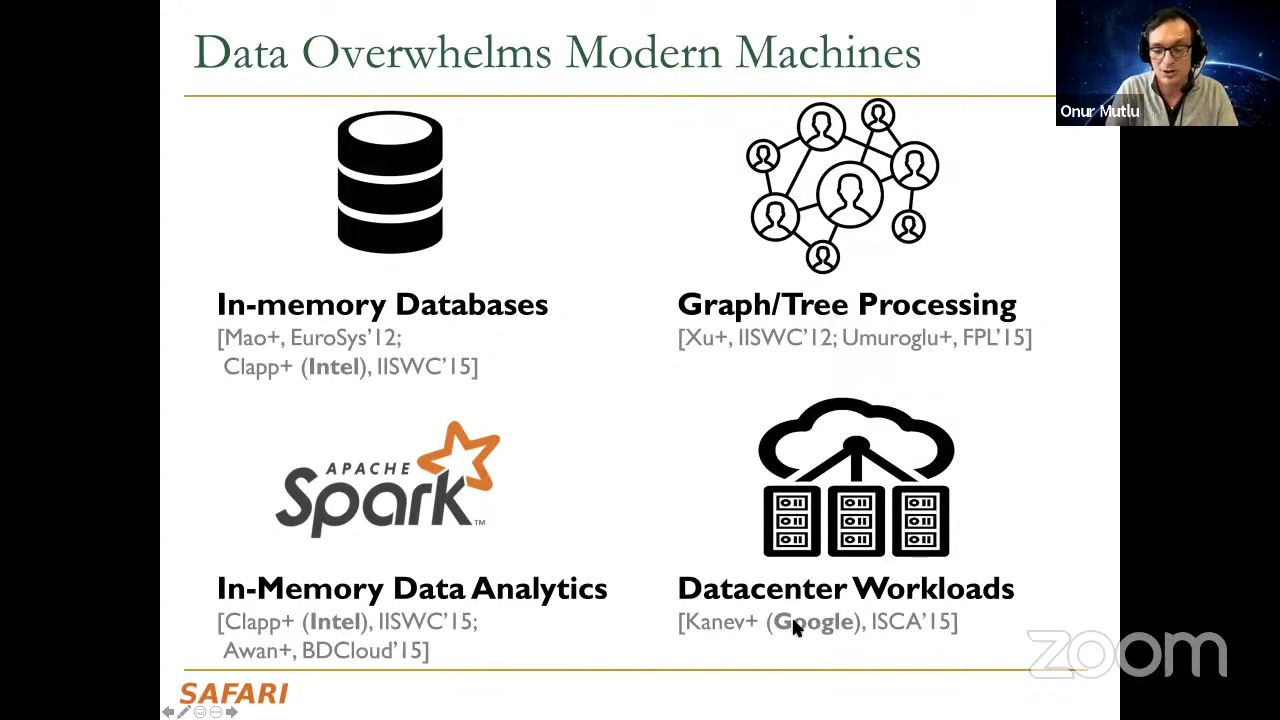 Data Overwhelms Modern Machines
Onur Mutlu
In-memory Databases
[Mao+, EuroSys’12;
Clapp+ (Intel), IISWC’15]
Graph/Tree Processing
[Xu+, IISWC’12; Umuroglu+, FPL’15]
APACHE
Spark™
In-Memory Data Analytics
[Clapp+ (Intel), IISWC’15;
Awan+, BDCloud’15]
Datacenter Workloads
[Kanev+ (Google), ISCA’15]
zoom
SAFARI